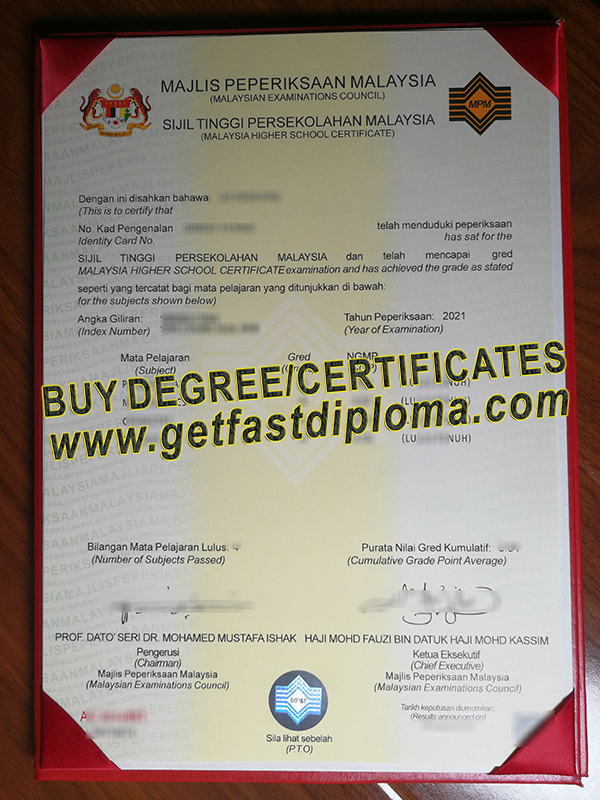 MAJLIS PEPERIKSAAN MALAYSIA
(MALAYSIAN EXAMINATIONS COUNCIL)
SIJIL TINGGI PERSEKOLAHAN MALAYSIA
(MALAYSIA HIGHER SCHOOL CERTIFICATE)
MPM
Dengan ini disahkan bahawa
(This is to certify that
No. Kad Pengenalan telah menduduki peperiksaan
Identity Card No. has sat for the
SIJIL TINGGI PERSEKOLAHAN MALAYSIA dan telah mencapai gred
MALAYSIA HIGHER SCHOOL CERTIFICATE examination and has achieved the grade as stated
seperti yang tercatat bagi mata pelajaran yang ditunjukkan di bawah:
for the subjects shown below)
Angka Giliran: Tahun Peperiksaan: 2021
(Index Number) (Year of Examination)
Mata Pelajaran Gred NGMP
(Subject)
BUY DEGREE/CERTIFICATES
www.getfastdiploma.com
Bilangan Mata Pelajaran Lulus: Purata Nilai Gred Kumulatif:
(Number of Subjects Passed) (Cumulative Grade Point Average)
PROF. DATO' SERI DR. MOHAMED MUSTAFA ISHAK HAJI MOHD FAUZI BIN DATUK HAJI MOHD KASSIM
Pengerusi Ketua Eksekutif
(Chairman) (Chief Executive)
Majlis Peperiksaan Malaysia Majlis Peperiksaan Malaysia
(Malaysian Examinations Council) (Malaysian Examinations Council)
MPM
Tarikh keputusan diumumkan:
(Results announced on)
Sila lihat sebelah
(P.T.O)